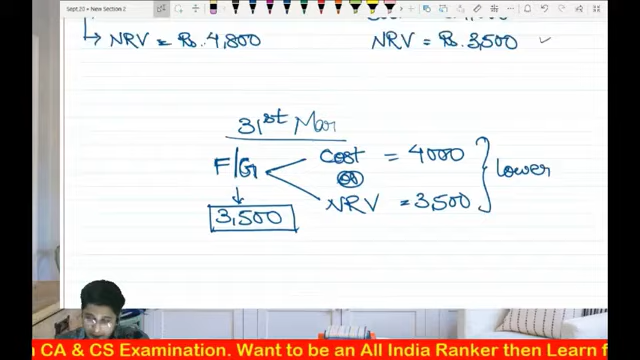 Sept 20 • New Section 2
↳ NRV = Rs. 4,800
NRV = Rs. 3,500 ✓
31st Mar
F/G
Cost = 4000
or
NRV = 3,500
} Lower
3,500
CA & CS Examination. Want to be an All India Ranker then Learn f